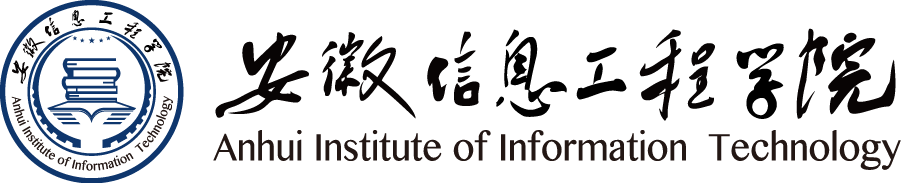 安徽信息工程学院
Anhui Institute of Information Technology
安徽信息工程学院
Anhui Institute of Information Technology